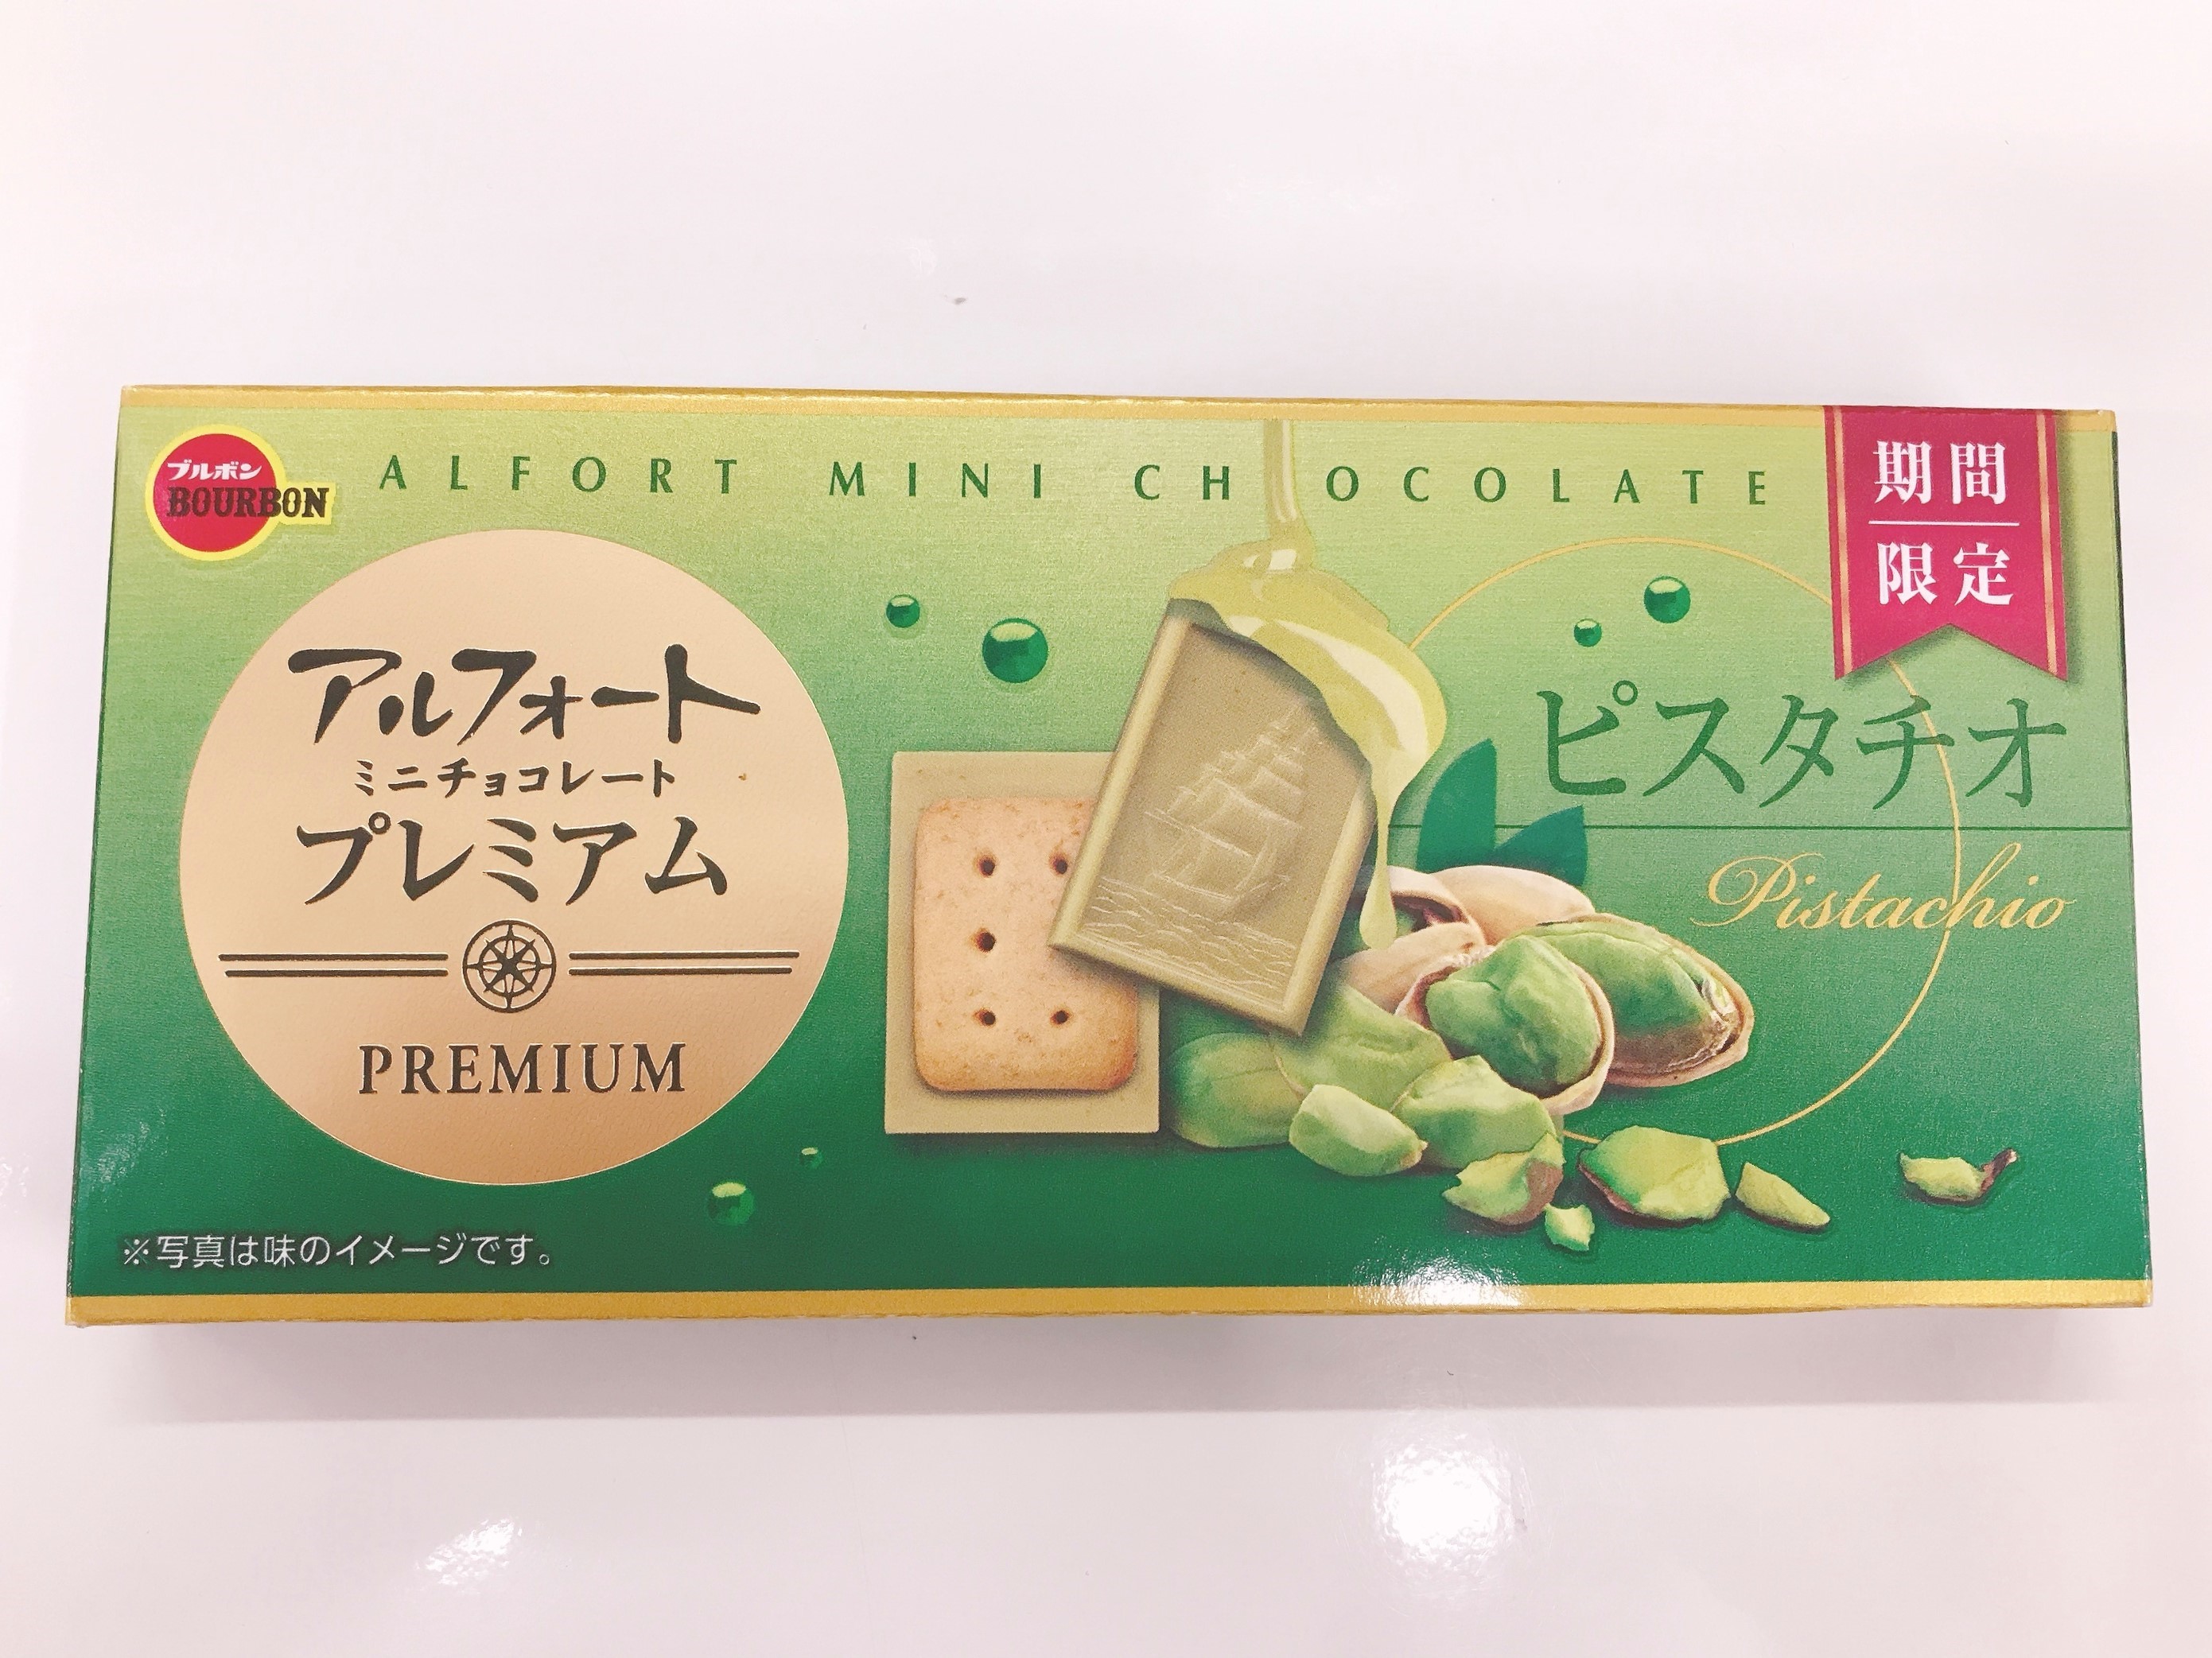 ブルボン
BOURBON
ALFORT MINI CHOCOLATE
期間
限定
アルフォート
ミニチョコレート
プレミアム
PREMIUM
ピスタチオ
Pistachio
※写真は味のイメージです。